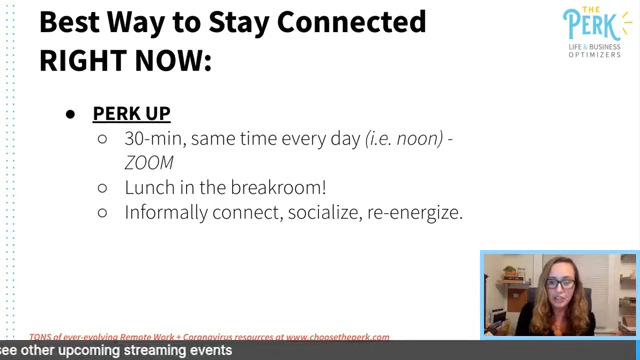 Best Way to Stay Connected
RIGHT NOW:
THE
PERK
LIFE & BUSINESS
OPTIMIZERS
● PERK UP
○ 30-min, same time every day (i.e. noon) -
ZOOM
○ Lunch in the breakroom!
○ Informally connect, socialize, re-energize.
TONS of ever-evolving Remote Work + Coronavirus resources at www.choosetheperk.com
see other upcoming streaming events